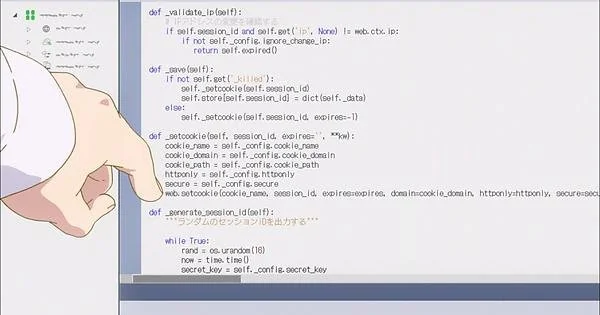 def _validate_ip(self):
# IPアドレスの変更を確認する
if self.session_id and self.get('ip', None) != web.ctx.ip:
if not self._config.ignore_change_ip:
return self.expired()
def _save(self):
if not self.get('_killed'):
self._setcookie(self.session_id)
self.store[self.session_id] = dict(self._data)
else:
self._setcookie(self.session_id, expires=-1)
def _setcookie(self, session_id, expires='', **kw):
cookie_name = self._config.cookie_name
cookie_domain = self._config.cookie_domain
cookie_path = self._config.cookie_path
httponly = self._config.httponly
secure = self._config.secure
web.setcookie(cookie_name, session_id, expires=expires, domain=cookie_domain, httponly=httponly, secure=secu
def _generate_session_id(self):
"""ランダムのセッションIDを出力する"""
while True:
rand = os.urandom(16)
now = time.time()
secret_key = self._config.secret_key